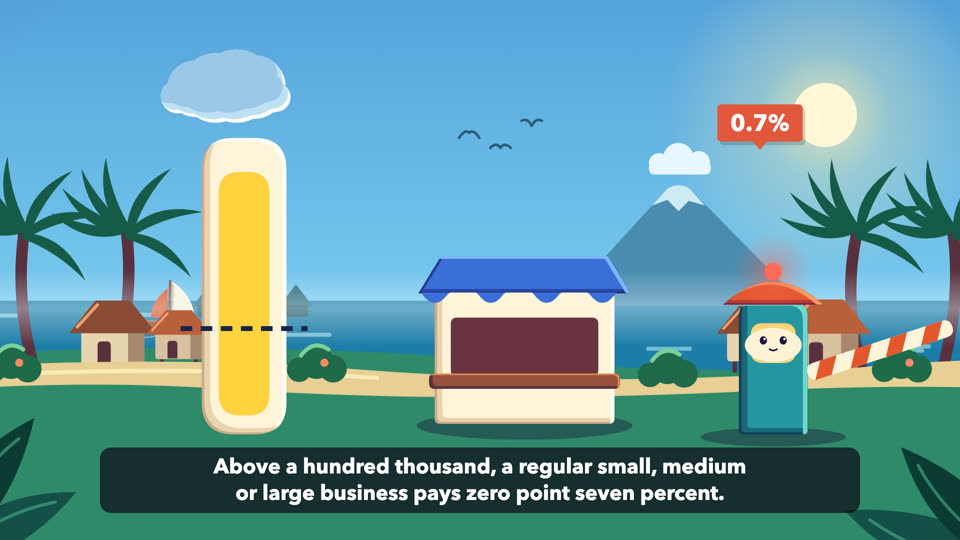 0.7%
Above a hundred thousand, a regular small, medium
or large business pays zero point seven percent.